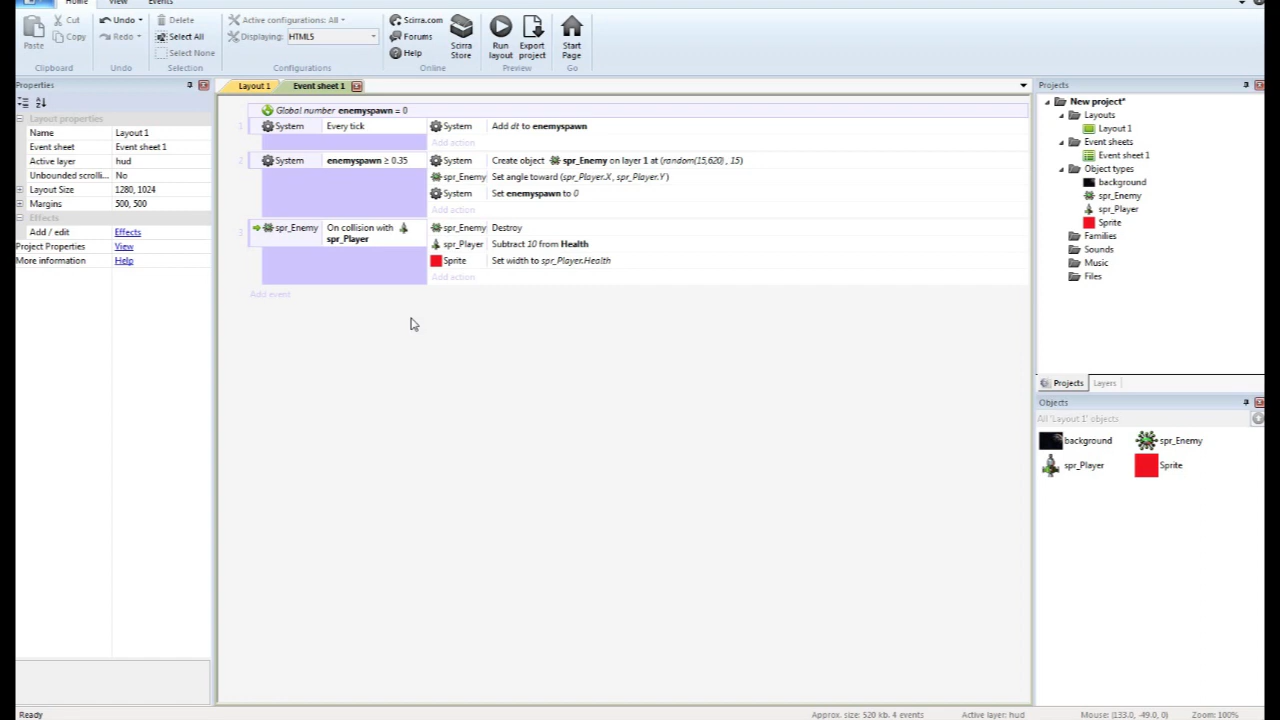 Home View Events
Paste Cut Copy Undo Redo Delete Select All Select None Active configurations: All Displaying: HTML5 Scirra.com Forums Help Scirra Store Run layout Export project Start Page
Clipboard Undo Selection Configurations Online Preview Go
Properties
Layout properties
Name Layout 1
Event sheet Event sheet 1
Active layer hud
Unbounded scrolli... No
Layout Size 1280, 1024
Margins 500, 500
Effects
Add / edit Effects
Project Properties View
More information Help
Layout 1 Event sheet 1
Global number enemyspawn = 0
1 System Every tick System Add dt to enemyspawn
Add action
2 System enemyspawn ≥ 0.35 System Create object spr_Enemy on layer 1 at (random(15,620) , 15)
spr_Enemy Set angle toward (spr_Player.X , spr_Player.Y )
System Set enemyspawn to 0
Add action
3 spr_Enemy On collision with spr_Player spr_Enemy Destroy
spr_Player Subtract 10 from Health
Sprite Set width to spr_Player.Health
Add action
Add event
Projects
New project*
Layouts
Layout 1
Event sheets
Event sheet 1
Object types
background
spr_Enemy
spr_Player
Sprite
Families
Sounds
Music
Files
Projects Layers
Objects
All 'Layout 1' objects
background spr_Enemy
spr_Player Sprite
Ready Approx. size: 520 kb. 4 events Active layer: hud Mouse: (133.0, -49.0, 0) Zoom: 100%